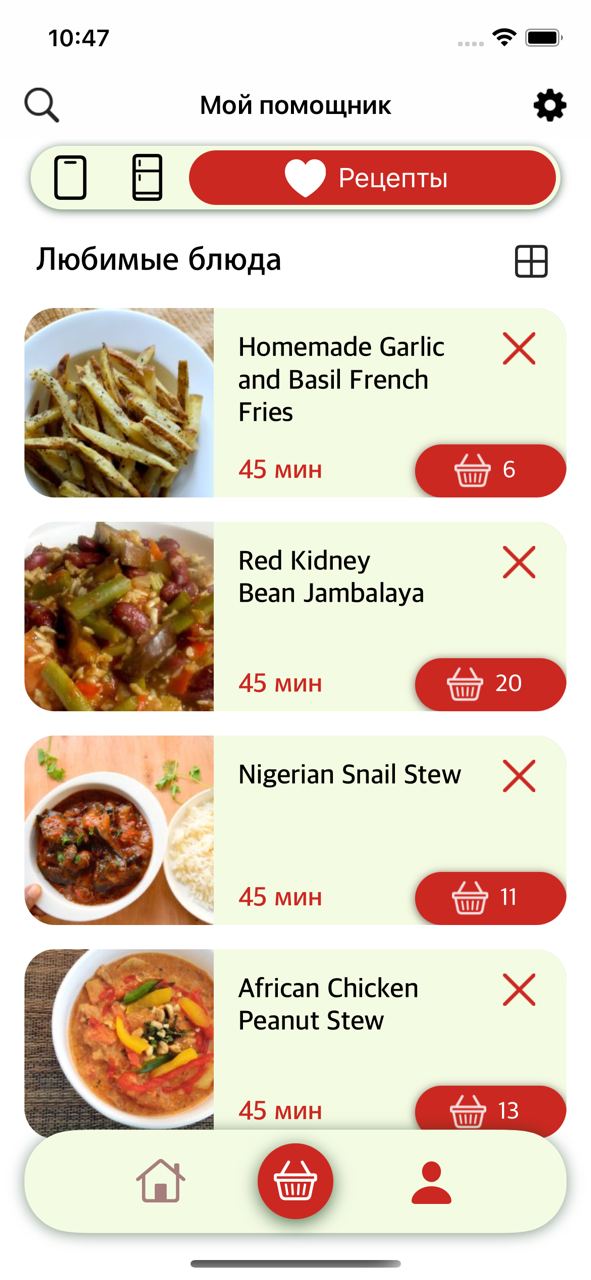 10:47
Мой помощник
Рецепты
Любимые блюда
Homemade Garlic
and Basil French
Fries
45 мин
6
Red Kidney
Bean Jambalaya
45 мин
20
Nigerian Snail Stew
45 мин
11
African Chicken
Peanut Stew
45 мин
13